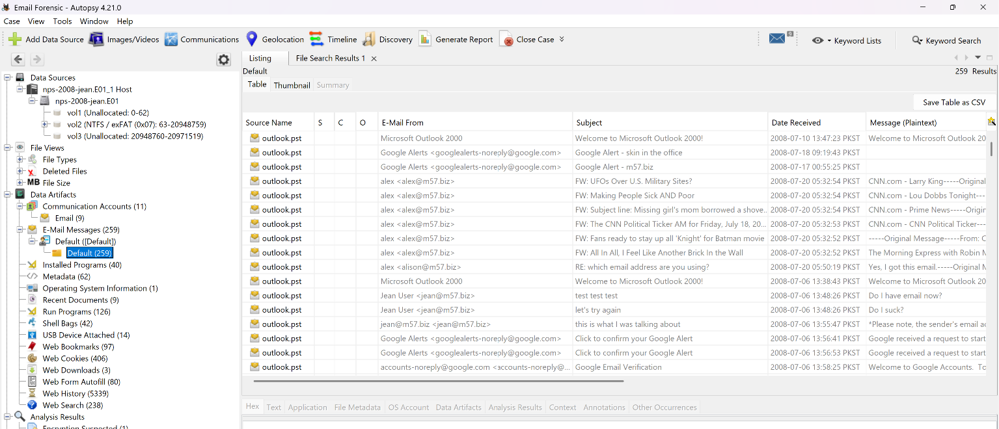 Email Forensic - Autopsy 4.21.0
Case View Tools Window Help
Add Data Source Images/Videos Communications Geolocation Timeline Discovery Generate Report Close Case 9 Keyword Lists Keyword Search
Listing File Search Results 1
Default 259 Results
Table Thumbnail Summary
Save Table as CSV
Data Sources
nps-2008-jean.E01_1 Host
nps-2008-jean.E01
vol1 (Unallocated: 0-62)
vol2 (NTFS / exFAT (0x07): 63-20948759)
vol3 (Unallocated: 20948760-20971519)
File Views
File Types
Deleted Files
MB File Size
Data Artifacts
Communication Accounts (11)
Email (9)
E-Mail Messages (259)
Default ([Default])
Default (259)
Installed Programs (40)
Metadata (62)
Operating System Information (1)
Recent Documents (9)
Run Programs (126)
Shell Bags (42)
USB Device Attached (14)
Web Bookmarks (97)
Web Cookies (406)
Web Downloads (3)
Web Form Autofill (80)
Web History (5339)
Web Search (238)
Analysis Results
Encryption Suspected (1)
Source Name S C O E-Mail From Subject Date Received Message (Plaintext)
outlook.pst Microsoft Outlook 2000 Welcome to Microsoft Outlook 2000! 2008-07-10 13:47:23 PKST Welcome to Microsoft Outlook 20
outlook.pst Google Alerts <googlealerts-noreply@google.com> Google Alert - skin in the office 2008-07-18 09:19:43 PKST
outlook.pst Google Alerts <googlealerts-noreply@google.com> Google Alert - m57.biz 2008-07-17 00:55:25 PKST
outlook.pst alex <alex@m57.biz> FW: UFOs Over U.S. Military Sites? 2008-07-20 05:32:54 PKST CNN.com - Larry King-----Original
outlook.pst alex <alex@m57.biz> FW: Making People Sick AND Poor 2008-07-20 05:32:54 PKST CNN.com - Lou Dobbs Tonight---
outlook.pst alex <alex@m57.biz> FW: Subject line: Missing girl's mom borrowed a shove... 2008-07-20 05:32:54 PKST CNN.com - Prime News-----Origir
outlook.pst alex <alex@m57.biz> FW: The CNN Political Ticker AM for Friday, July 18, 20... 2008-07-20 05:32:53 PKST CNN.com - CNN Political Ticker---
outlook.pst alex <alex@m57.biz> FW: Fans ready to stay up all 'Knight' for Batman movie 2008-07-20 05:32:52 PKST -----Original Message-----From: C
outlook.pst alex <alex@m57.biz> FW: All In All, I Feel Like Another Brick In the Wall 2008-07-20 05:32:52 PKST The Morning Express with Robin M
outlook.pst alex <alison@m57.biz> RE: which email address are you using? 2008-07-20 05:50:19 PKST Yes, I got this email.-----Original M
outlook.pst Microsoft Outlook 2000 Welcome to Microsoft Outlook 2000! 2008-07-06 13:38:43 PKST Welcome to Microsoft Outlook 20
outlook.pst Jean User <jean@m57.biz> test test test 2008-07-06 13:48:26 PKST Do I have email now?
outlook.pst Jean User <jean@m57.biz> let's try again 2008-07-06 13:48:26 PKST Do I suck?
outlook.pst jean@m57.biz <jean@m57.biz> this is what I was talking about 2008-07-06 13:55:47 PKST *Please note, the sender's email ac
outlook.pst Google Alerts <googlealerts-noreply@google.com> Click to confirm your Google Alert 2008-07-06 13:56:41 PKST Google received a request to start
outlook.pst Google Alerts <googlealerts-noreply@google.com> Click to confirm your Google Alert 2008-07-06 13:56:53 PKST Google received a request to start
outlook.pst accounts-noreply@google.com <accounts-noreply@... Google Email Verification 2008-07-06 13:58:25 PKST Welcome to Google Accounts. To
Hex Text Application File Metadata OS Account Data Artifacts Analysis Results Context Annotations Other Occurrences